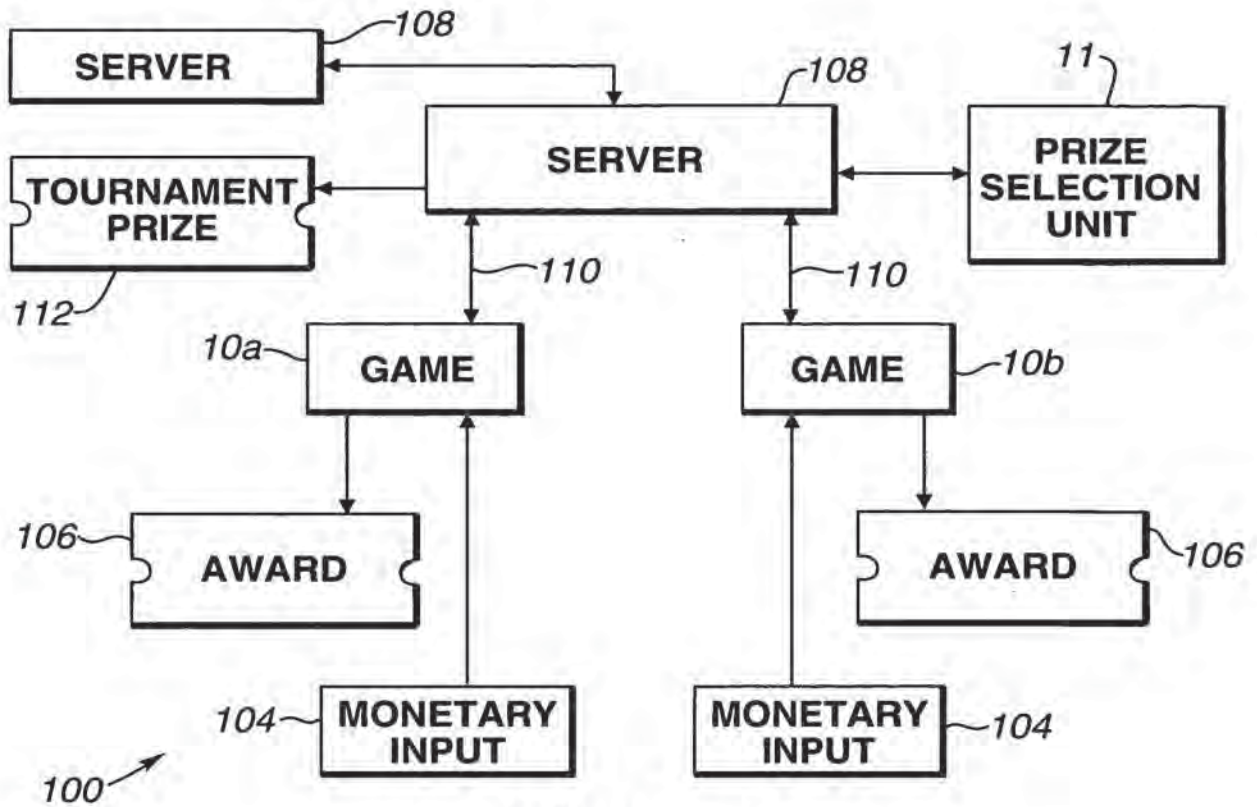 108
SERVER
108
11
SERVER
PRIZE
SELECTION
UNIT
TOURNAMENT
PRIZE
112
110
110
10a
GAME
GAME
10b
106
AWARD
AWARD
106
104
MONETARY
INPUT
MONETARY
INPUT
104
100